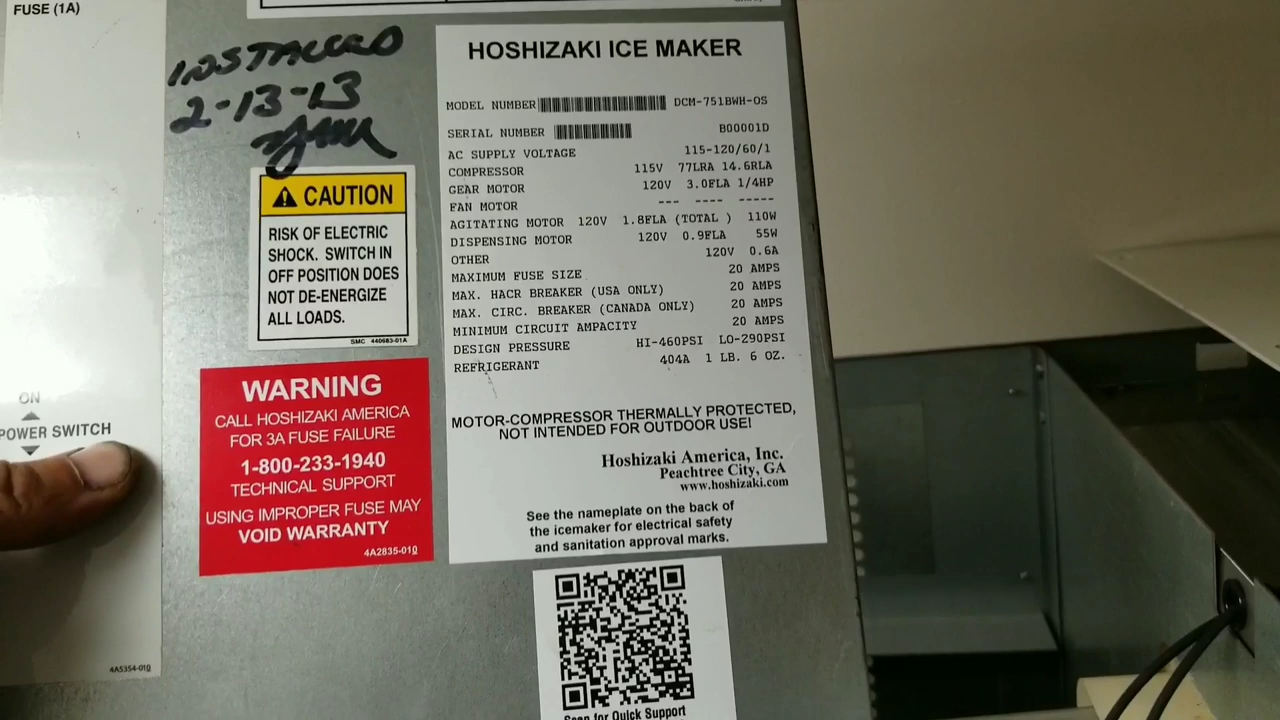 FUSE (1A)
INSTALLED
2-13-13
ON
POWER SWITCH
4A5354-010
CAUTION
RISK OF ELECTRIC
SHOCK. SWITCH IN
OFF POSITION DOES
NOT DE-ENERGIZE
ALL LOADS.
SMC 440683-01A
WARNING
CALL HOSHIZAKI AMERICA
FOR 3A FUSE FAILURE
1-800-233-1940
TECHNICAL SUPPORT
USING IMPROPER FUSE MAY
VOID WARRANTY
4A2835-010
HOSHIZAKI ICE MAKER
MODEL NUMBER DCM-751BWH-OS
SERIAL NUMBER B00001D
AC SUPPLY VOLTAGE 115-120/60/1
COMPRESSOR 115V 77LRA 14.6RLA
GEAR MOTOR 120V 3.0FLA 1/4HP
FAN MOTOR --- ---- -----
AGITATING MOTOR 120V 1.8FLA (TOTAL ) 110W
DISPENSING MOTOR 120V 0.9FLA 55W
OTHER 120V 0.6A
MAXIMUM FUSE SIZE 20 AMPS
MAX. HACR BREAKER (USA ONLY) 20 AMPS
MAX. CIRC. BREAKER (CANADA ONLY) 20 AMPS
MINIMUM CIRCUIT AMPACITY 20 AMPS
DESIGN PRESSURE HI-460PSI LO-290PSI
REFRIGERANT 404A 1 LB. 6 OZ.
MOTOR-COMPRESSOR THERMALLY PROTECTED,
NOT INTENDED FOR OUTDOOR USE!
Hoshizaki America, Inc.
Peachtree City, GA
www.hoshizaki.com
See the nameplate on the back of
the icemaker for electrical safety
and sanitation approval marks.
Scan for Quick Support